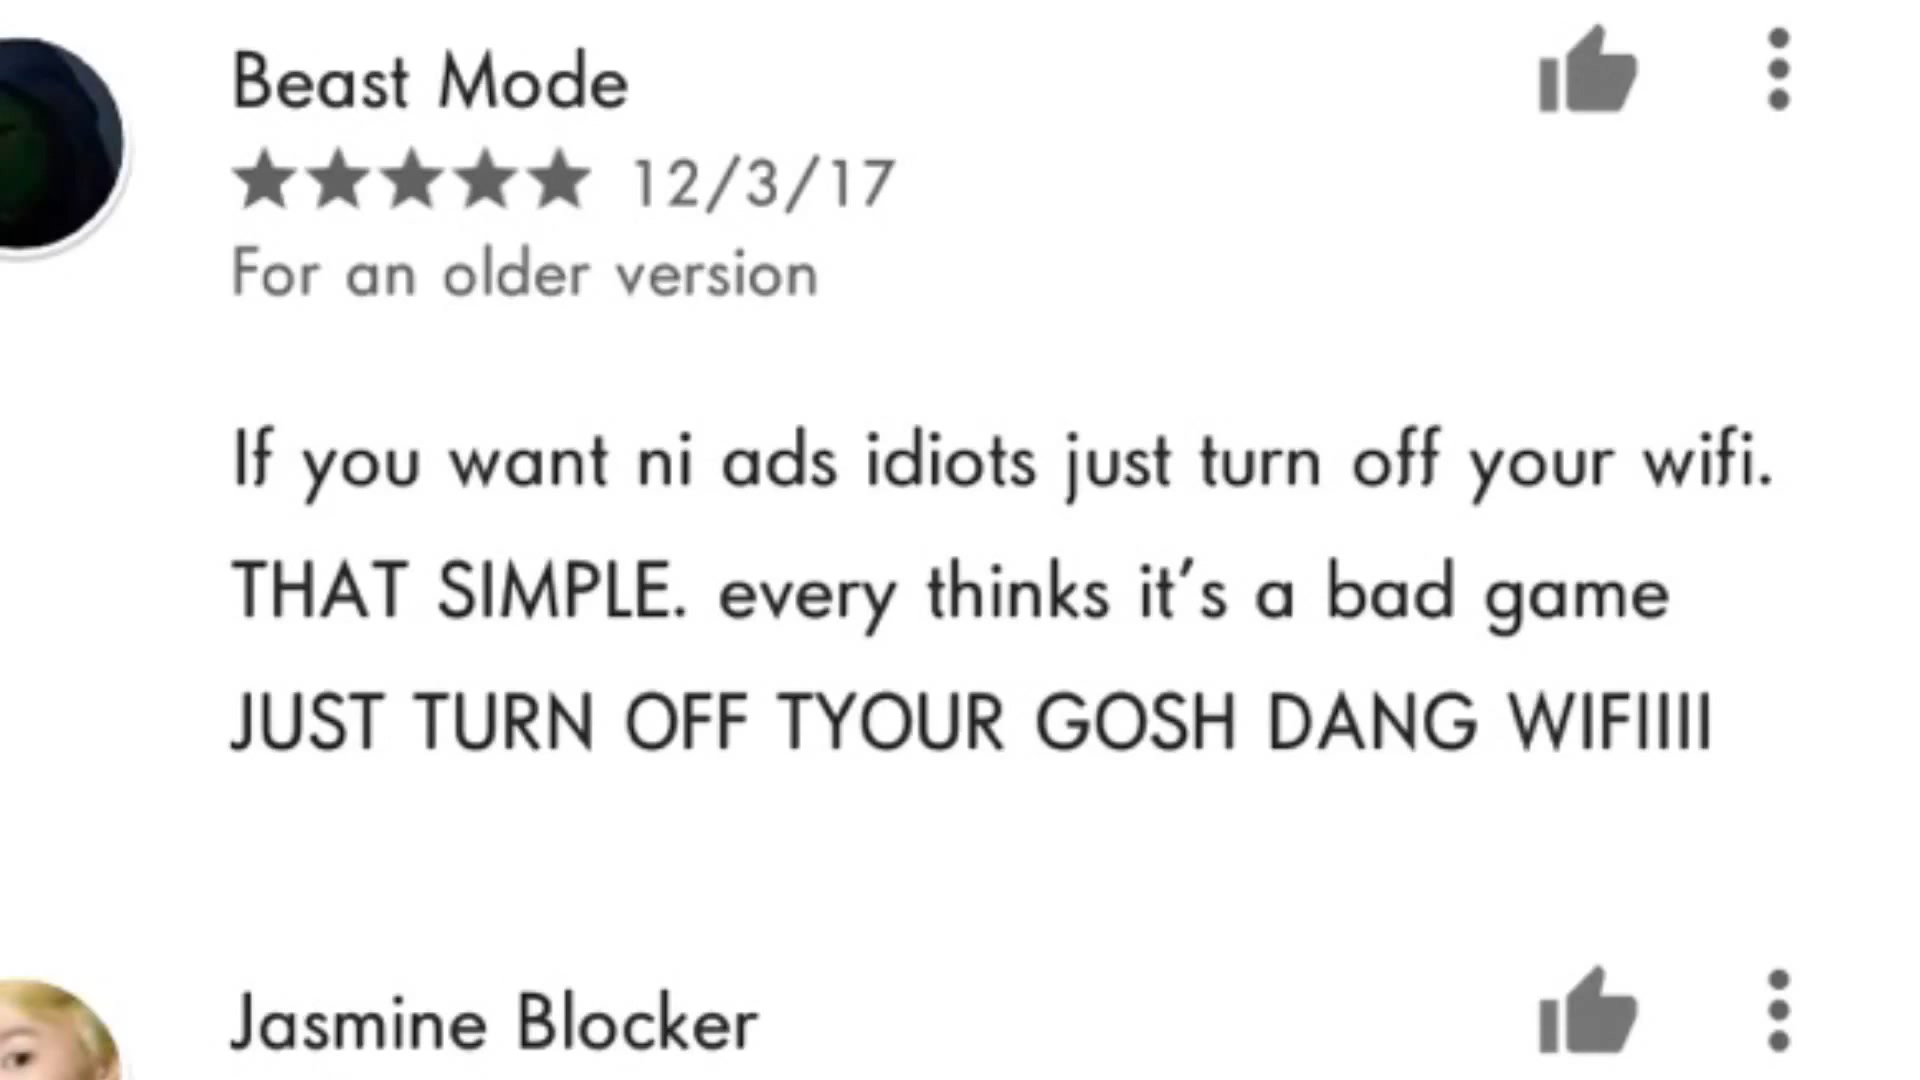 Beast Mode
★★★★★ 12/3/17
For an older version
If you want ni ads idiots just turn off your wifi.
THAT SIMPLE. every thinks it's a bad game
JUST TURN OFF TYOUR GOSH DANG WIFIIII
Jasmine Blocker